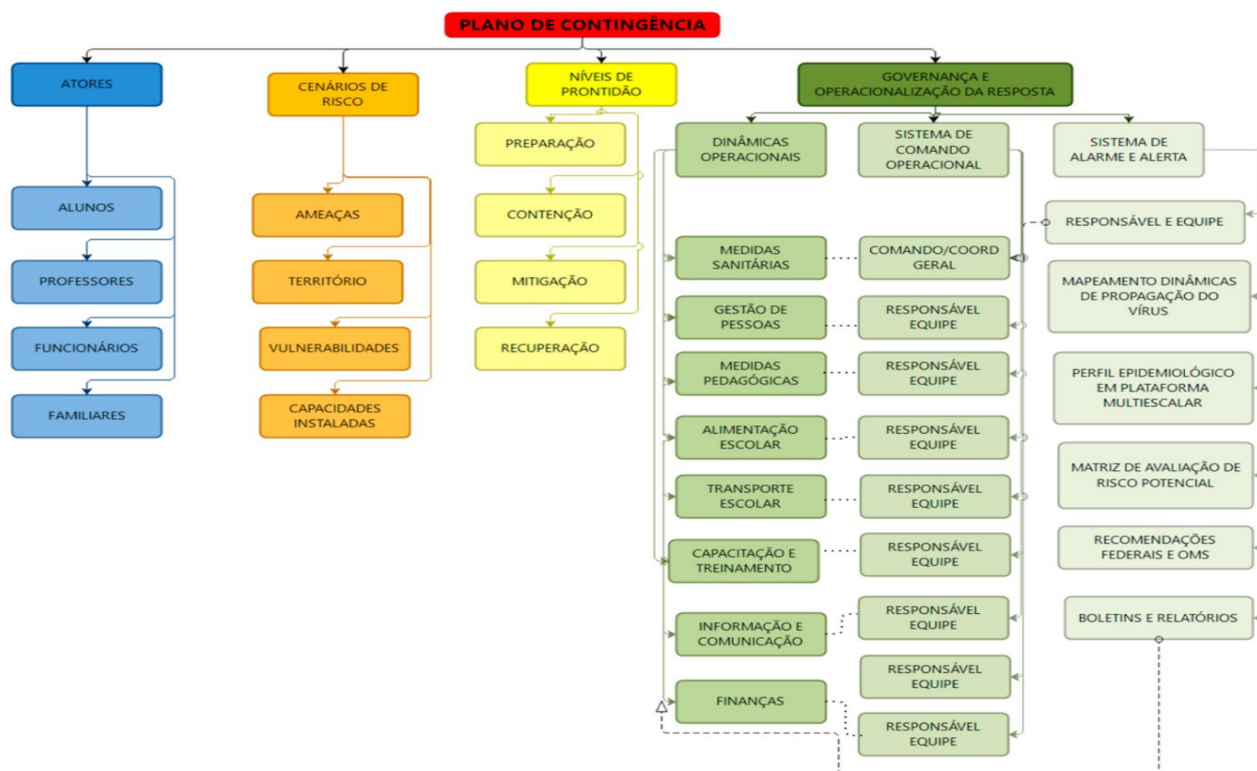 PLANO DE CONTINGÊNCIA
ATORES
CENÁRIOS DE
RISCO
NÍVEIS DE
PRONTIDÃO
GOVERNANÇA E
OPERACIONALIZAÇÃO DA RESPOSTA
ALUNOS
PROFESSORES
FUNCIONÁRIOS
FAMILIARES
AMEAÇAS
TERRITÓRIO
VULNERABILIDADES
CAPACIDADES
INSTALADAS
PREPARAÇÃO
CONTENÇÃO
MITIGAÇÃO
RECUPERAÇÃO
DINÂMICAS
OPERACIONAIS
MEDIDAS
SANITÁRIAS
GESTÃO DE
PESSOAS
MEDIDAS
PEDAGÓGICAS
ALIMENTAÇÃO
ESCOLAR
TRANSPORTE
ESCOLAR
CAPACITAÇÃO E
TREINAMENTO
INFORMAÇÃO E
COMUNICAÇÃO
FINANÇAS
SISTEMA DE
COMANDO
OPERACIONAL
COMANDO/COORD
GERAL
RESPONSÁVEL
EQUIPE
RESPONSÁVEL
EQUIPE
RESPONSÁVEL
EQUIPE
RESPONSÁVEL
EQUIPE
RESPONSÁVEL
EQUIPE
RESPONSÁVEL
EQUIPE
RESPONSÁVEL
EQUIPE
RESPONSÁVEL
EQUIPE
SISTEMA DE
ALARME E ALERTA
RESPONSÁVEL E EQUIPE
MAPEAMENTO DINÂMICAS
DE PROPAGAÇÃO DO
VÍRUS
PERFIL EPIDEMIOLÓGICO
EM PLATAFORMA
MULTIESCALAR
MATRIZ DE AVALIAÇÃO DE
RISCO POTENCIAL
RECOMENDAÇÕES
FEDERAIS E OMS
BOLETINS E RELATÓRIOS